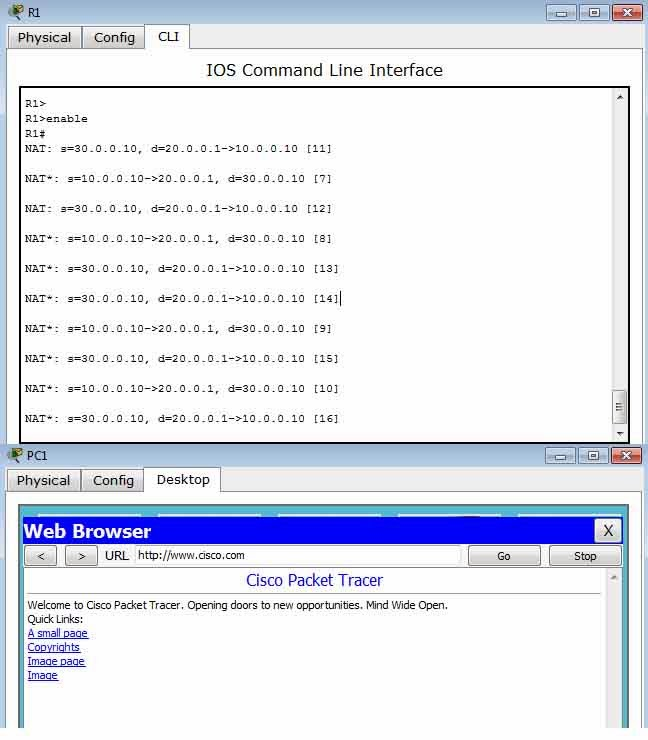 R1
Physical Config CLI
IOS Command Line Interface
R1>
R1>enable
R1#
NAT: s=30.0.0.10, d=20.0.0.1->10.0.0.10 [11]
NAT*: s=10.0.0.10->20.0.0.1, d=30.0.0.10 [7]
NAT: s=30.0.0.10, d=20.0.0.1->10.0.0.10 [12]
NAT*: s=10.0.0.10->20.0.0.1, d=30.0.0.10 [8]
NAT*: s=30.0.0.10, d=20.0.0.1->10.0.0.10 [13]
NAT*: s=30.0.0.10, d=20.0.0.1->10.0.0.10 [14]
NAT*: s=10.0.0.10->20.0.0.1, d=30.0.0.10 [9]
NAT*: s=30.0.0.10, d=20.0.0.1->10.0.0.10 [15]
NAT*: s=10.0.0.10->20.0.0.1, d=30.0.0.10 [10]
NAT*: s=30.0.0.10, d=20.0.0.1->10.0.0.10 [16]
PC1
Physical Config Desktop
Web Browser X
< > URL http://www.cisco.com Go Stop
Cisco Packet Tracer
Welcome to Cisco Packet Tracer. Opening doors to new opportunities. Mind Wide Open.
Quick Links:
A small page
Copyrights
Image page
Image